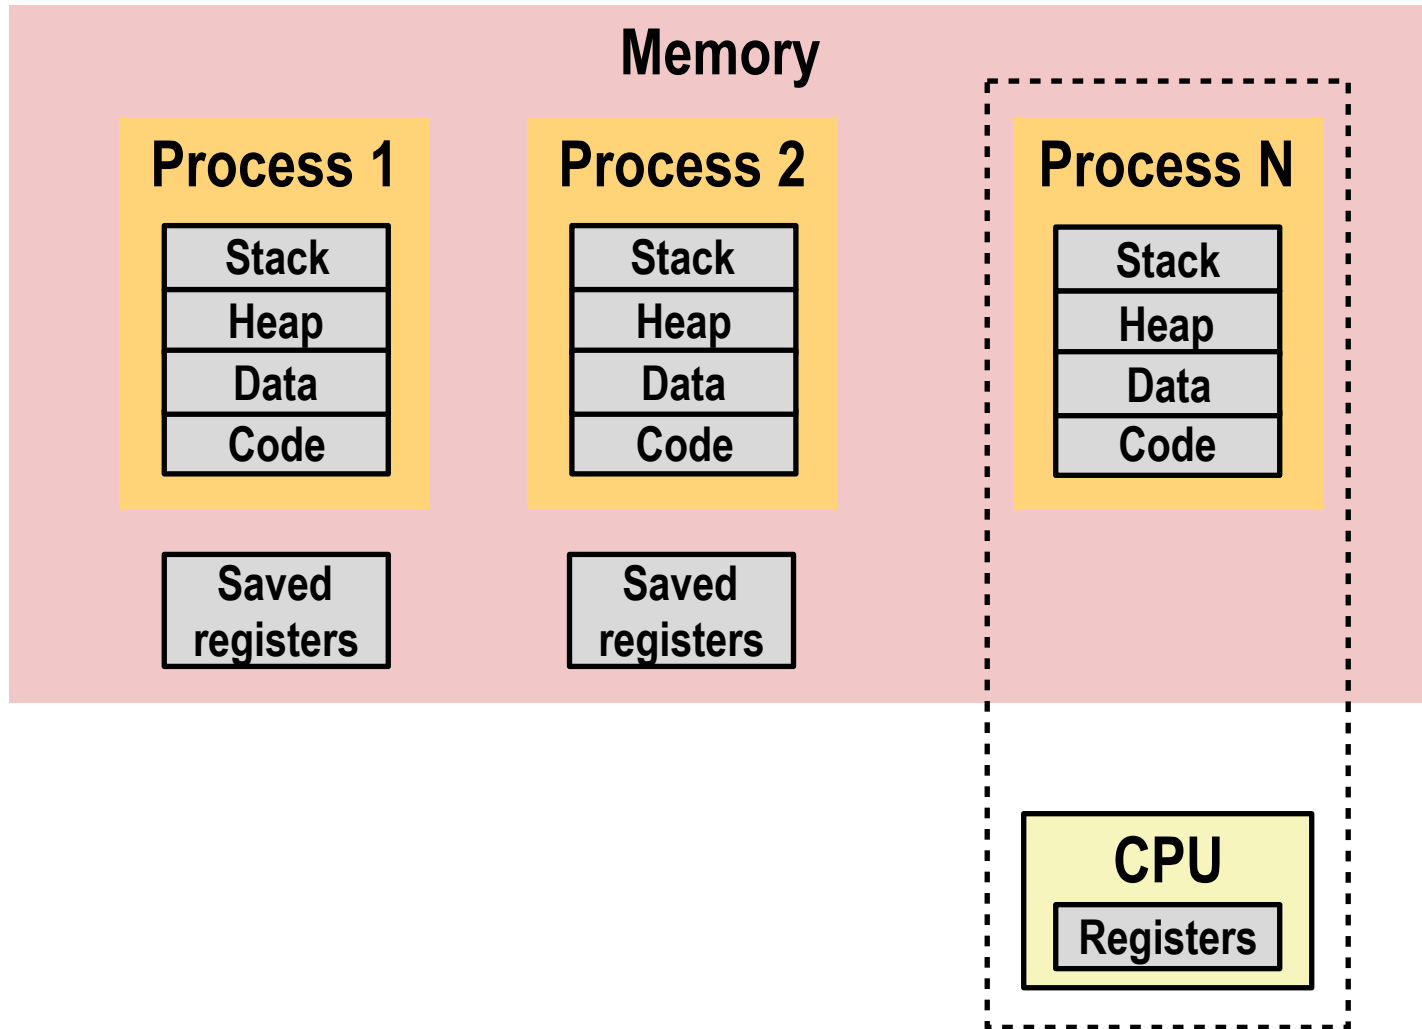 Memory
Process 1
Stack
Heap
Data
Code
Saved
registers
Process 2
Stack
Heap
Data
Code
Saved
registers
Process N
Stack
Heap
Data
Code
CPU
Registers